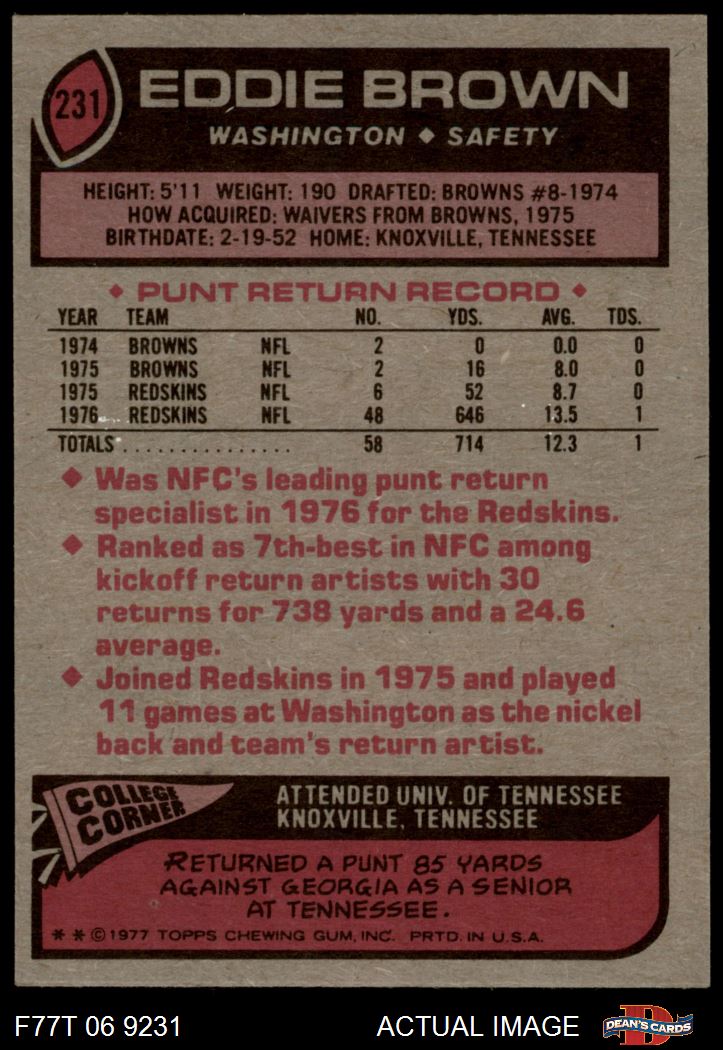 231
EDDIE BROWN
WASHINGTON ◆ SAFETY
HEIGHT: 5'11 WEIGHT: 190 DRAFTED: BROWNS #8-1974
HOW ACQUIRED: WAIVERS FROM BROWNS, 1975
BIRTHDATE: 2-19-52 HOME: KNOXVILLE, TENNESSEE
◆ PUNT RETURN RECORD ◆
YEAR TEAM NO. YDS. AVG. TDS.
1974 BROWNS NFL 2 0 0.0 0
1975 BROWNS NFL 2 16 8.0 0
1975 REDSKINS NFL 6 52 8.7 0
1976 REDSKINS NFL 48 646 13.5 1
TOTALS . . . . . . . . . . . . . . . 58 714 12.3 1
◆ Was NFC's leading punt return
specialist in 1976 for the Redskins.
◆ Ranked as 7th-best in NFC among
kickoff return artists with 30
returns for 738 yards and a 24.6
average.
◆ Joined Redskins in 1975 and played
11 games at Washington as the nickel
back and team's return artist.
COLLEGE
CORNER
ATTENDED UNIV. OF TENNESSEE
KNOXVILLE, TENNESSEE
RETURNED A PUNT 85 YARDS
AGAINST GEORGIA AS A SENIOR
AT TENNESSEE.
* * © 1977 TOPPS CHEWING GUM, INC. PRTD. IN U.S.A.
F77T 06 9231 ACTUAL IMAGE DEAN'S CARDS